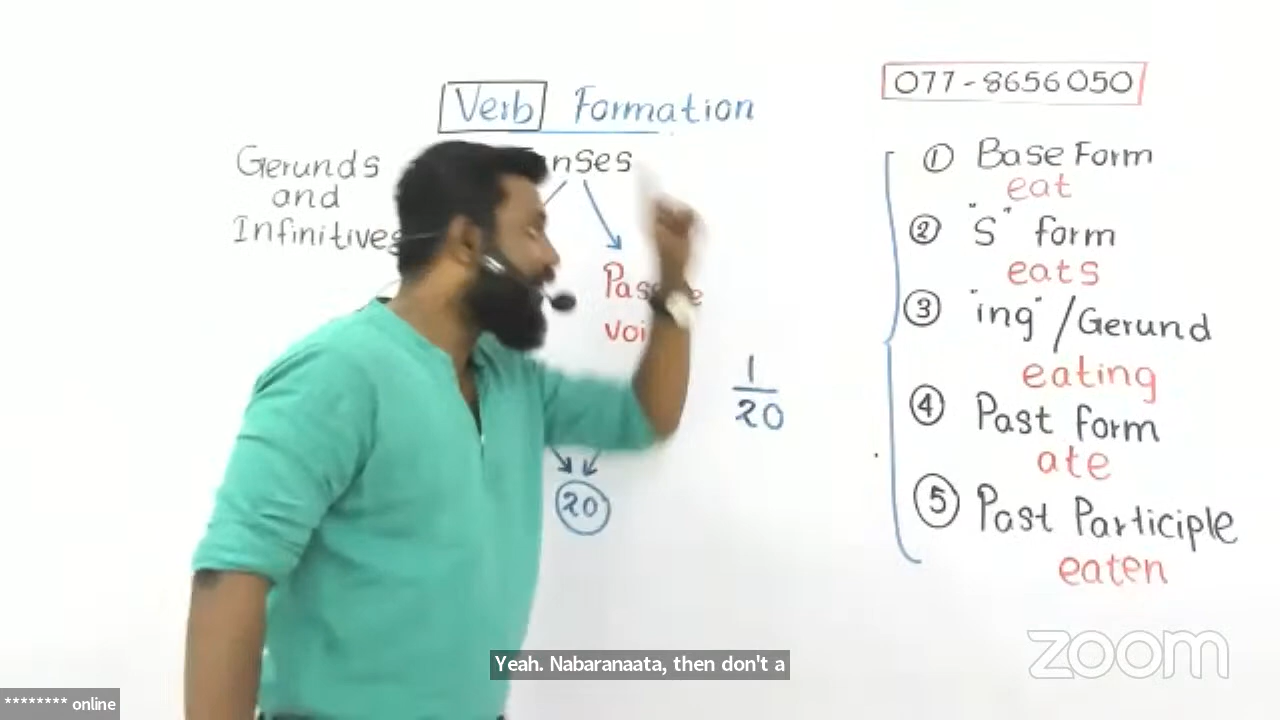 077-8656050
Verb Formation
Gerunds
and
Infinitives
nses
voi
1
20
20
① Base Form
eat
② "S" form
eats
③ "ing" / Gerund
eating
④ Past form
ate
⑤ Past Participle
eaten
Yeah. Nabaranaata, then don't a
zoom
******** online